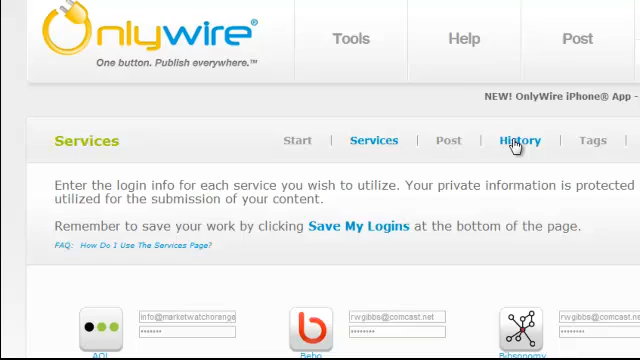 Onlywire®
One button. Publish everywhere.™
Tools
Help
Post
NEW! OnlyWire iPhone® App -
Services
Start | Services | Post | History | Tags |
Enter the login info for each service you wish to utilize. Your private information is protected
utilized for the submission of your content.
Remember to save your work by clicking Save My Logins at the bottom of the page.
FAQ: How Do I Use The Services Page?
info@marketwatchorange
rwgibbs@comcast.net
rwgibbs@comcast.ne
•••••••
•••••••
•••••••
AOL
Bebo
Bibsonomy